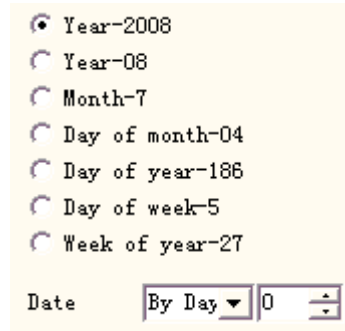 Year-2008
Year-08
Month-7
Day of month-04
Day of year-186
Day of week-5
Week of year-27
Date By Day 0